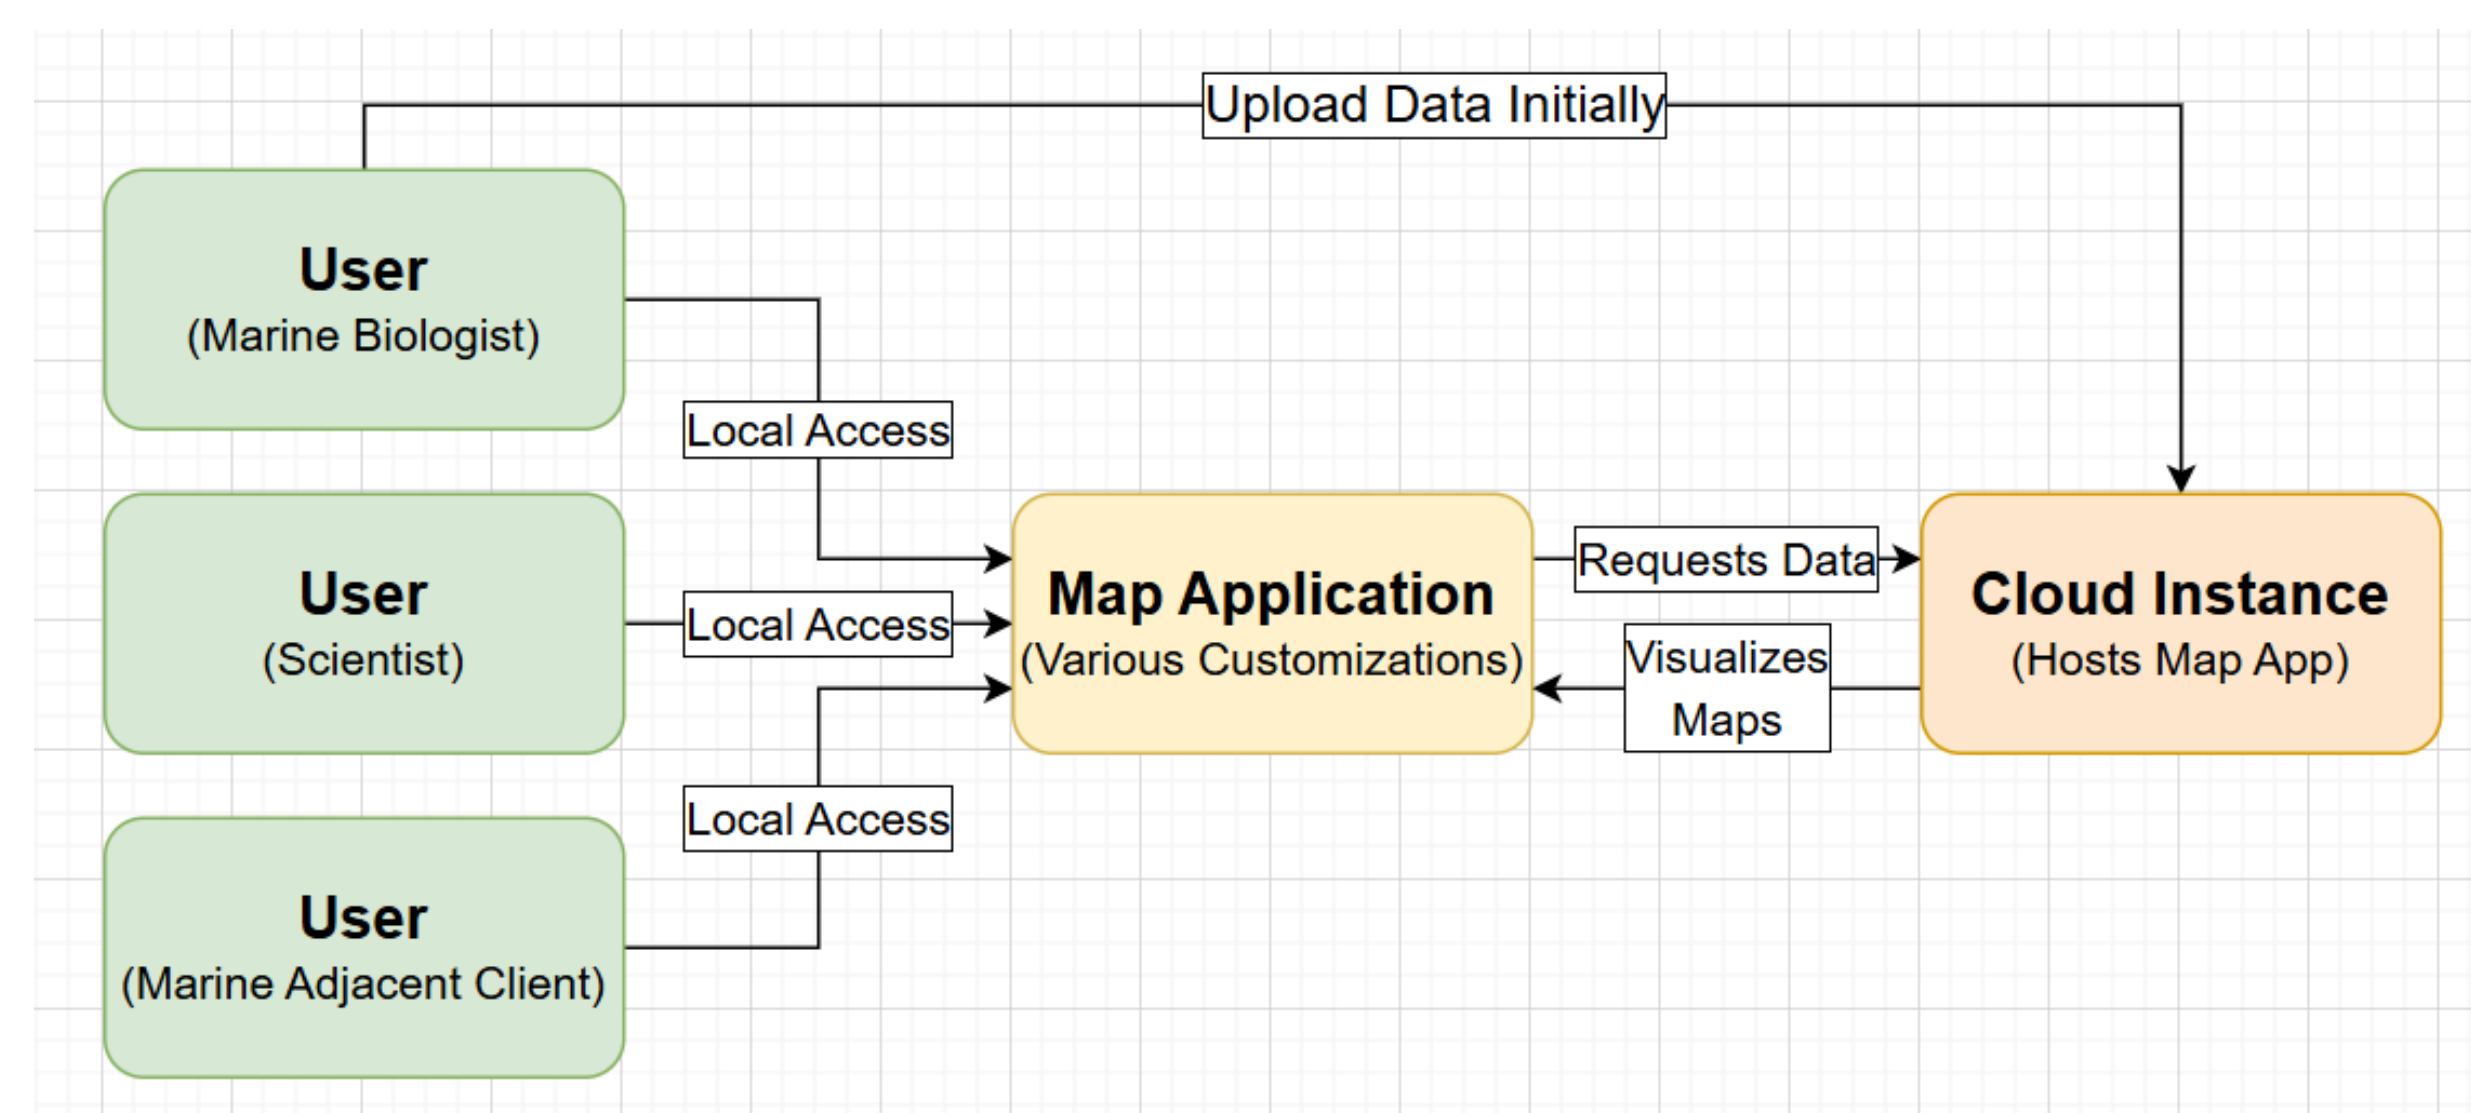 Upload Data Initially
User
(Marine Biologist)
Local Access
User
(Scientist)
Local Access
Map Application
(Various Customizations)
Requests Data
Visualizes
Maps
Cloud Instance
(Hosts Map App)
Local Access
User
(Marine Adjacent Client)